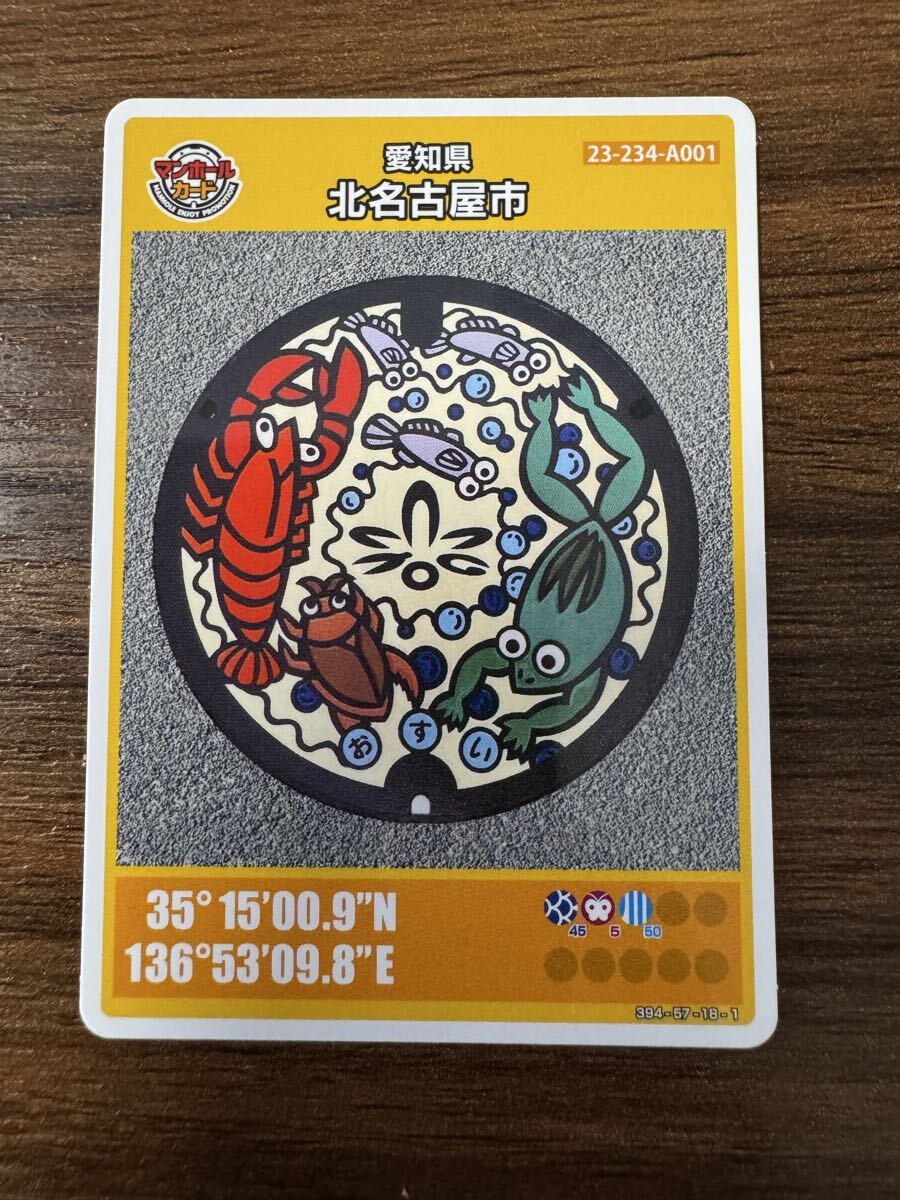 マンホール
カード
MANHOLE ENJOY PROMOTION
愛知県
北名古屋市
23-234-A001
おすい
35°15'00.9"N
136°53'09.8"E
45 5 50
394-57-18-1